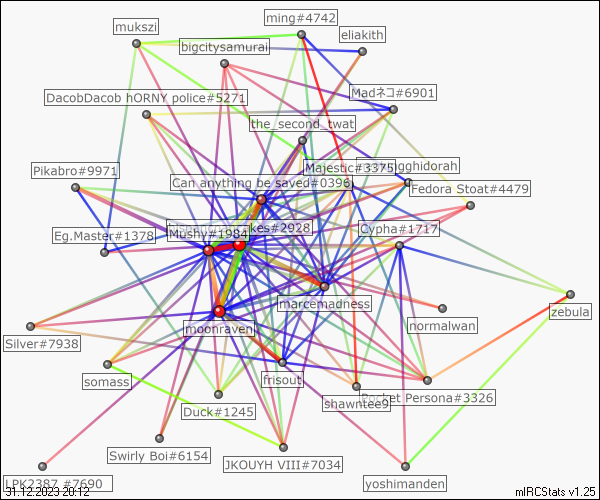 ming#4742
mukszi
eliakith
bigcitysamurai
Madネコ#6901
DacobDacob hORNY police#5271
the_second_twat
Majestic#3375
gghidorah
Pikabro#9971
Can anything be saved#0396
Fedora Stoat#4479
Mushy#1984
kes#2928
Cypha#1717
Eg.Master#1378
marcemadness
zebula
moonraven
normalwan
Silver#7938
frisout
somass
shawntee9
Pocket Persona#3326
Duck#1245
Swirly Boi#6154
JKOUYH VIII#7034
LPK2387 #7690
yoshimanden
31.12.2023 20:12
mIRCStats v1.25